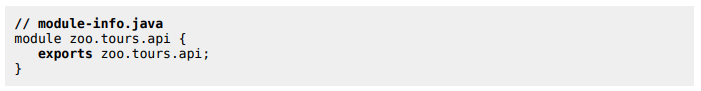 // module-info.java
module zoo.tours.api {
   exports zoo.tours.api;
}